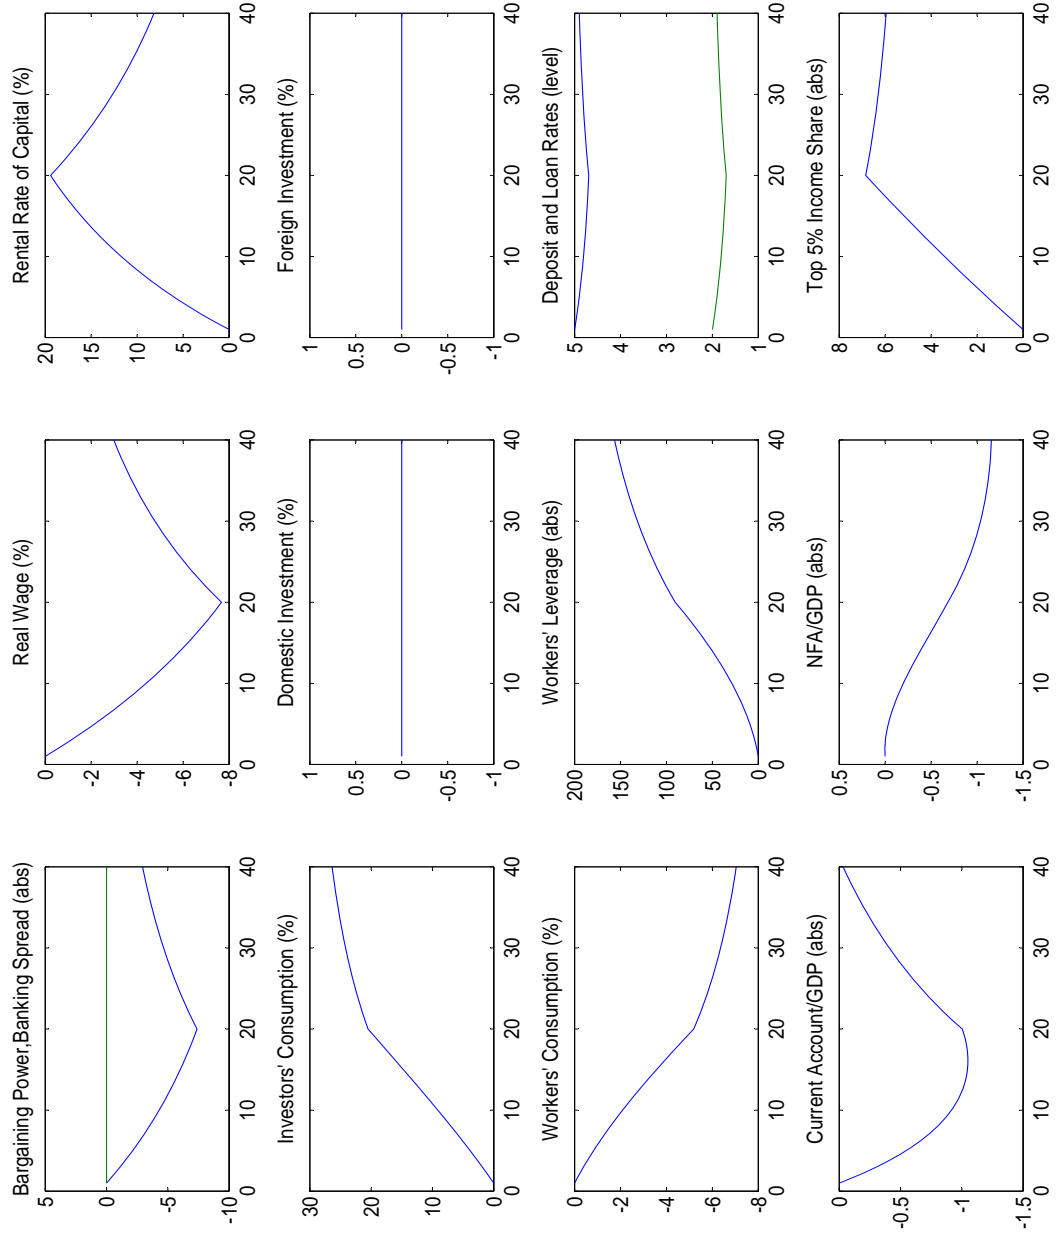 Bargaining Power,Banking Spread (abs)
5
0
-5
-10
0 10 20 30 40
Real Wage (%)
0
-2
-4
-6
-8
0 10 20 30 40
Rental Rate of Capital (%)
20
15
10
5
0
0 10 20 30 40
Investors' Consumption (%)
30
20
10
0
0 10 20 30 40
Domestic Investment (%)
1
0.5
0
-0.5
-1
0 10 20 30 40
Foreign Investment (%)
1
0.5
0
-0.5
-1
0 10 20 30 40
Workers' Consumption (%)
0
-2
-4
-6
-8
0 10 20 30 40
Workers' Leverage (abs)
200
150
100
50
0
0 10 20 30 40
Deposit and Loan Rates (level)
5
4
3
2
1
0 10 20 30 40
Current Account/GDP (abs)
0
-0.5
-1
-1.5
0 10 20 30 40
NFA/GDP (abs)
0.5
0
-0.5
-1
-1.5
0 10 20 30 40
Top 5% Income Share (abs)
8
6
4
2
0
0 10 20 30 40